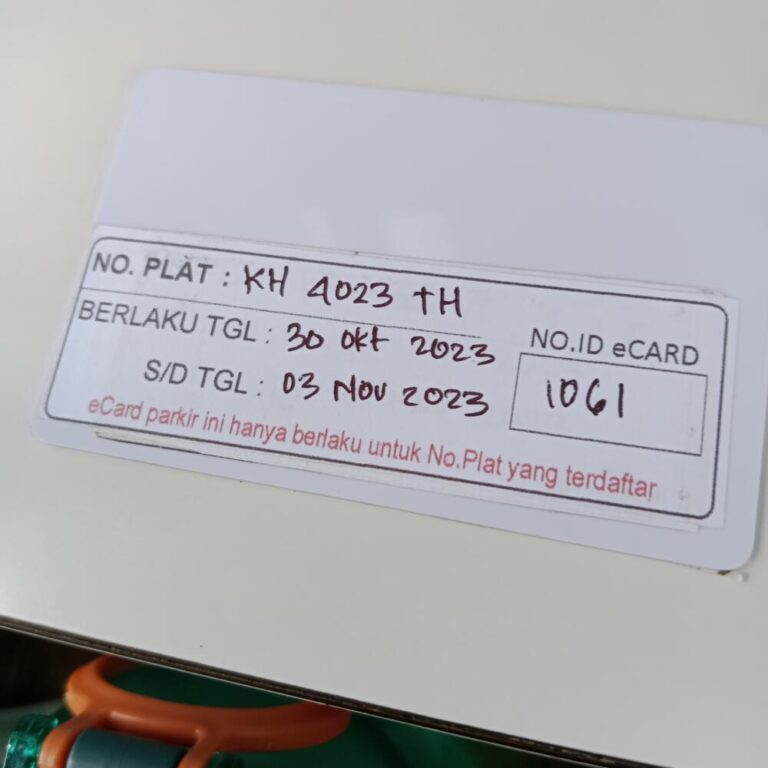 NO. PLAT : KH 4023 TH
BERLAKU TGL : 30 Okt 2023
S/D TGL : 03 Nov 2023
NO.ID eCARD
1061
eCard parkir ini hanya berlaku untuk No.Plat yang terdaftar